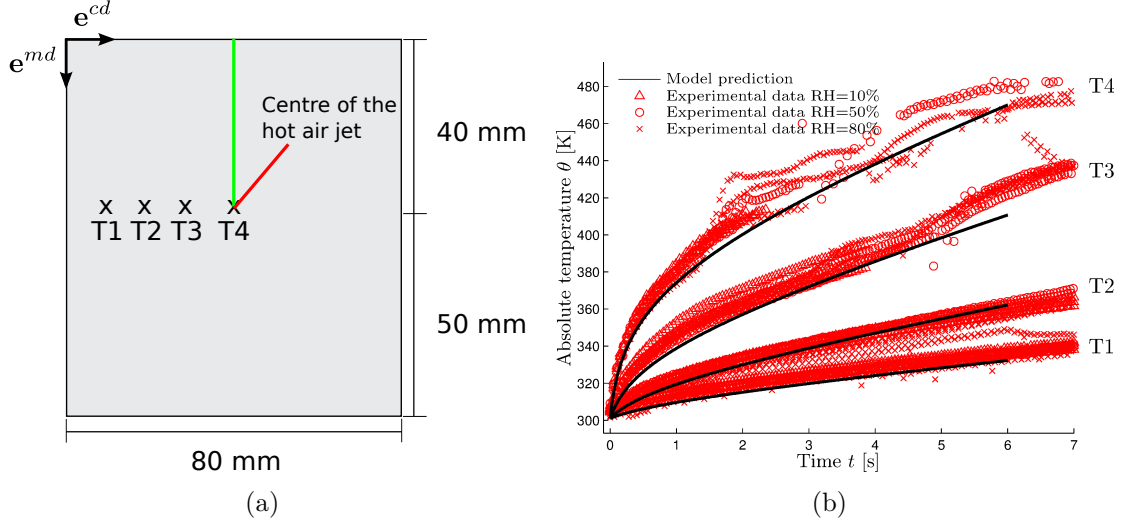 e^cd
e^md
Centre of the
hot air jet
x x x x
T1 T2 T3 T4
40 mm
50 mm
80 mm
(a)
Model prediction
Experimental data RH=10%
Experimental data RH=50%
Experimental data RH=80%
Absolute temperature θ [K]
480
460
440
420
400
380
360
340
320
300
0 1 2 3 4 5 6 7
Time t [s]
T4
T3
T2
T1
(b)